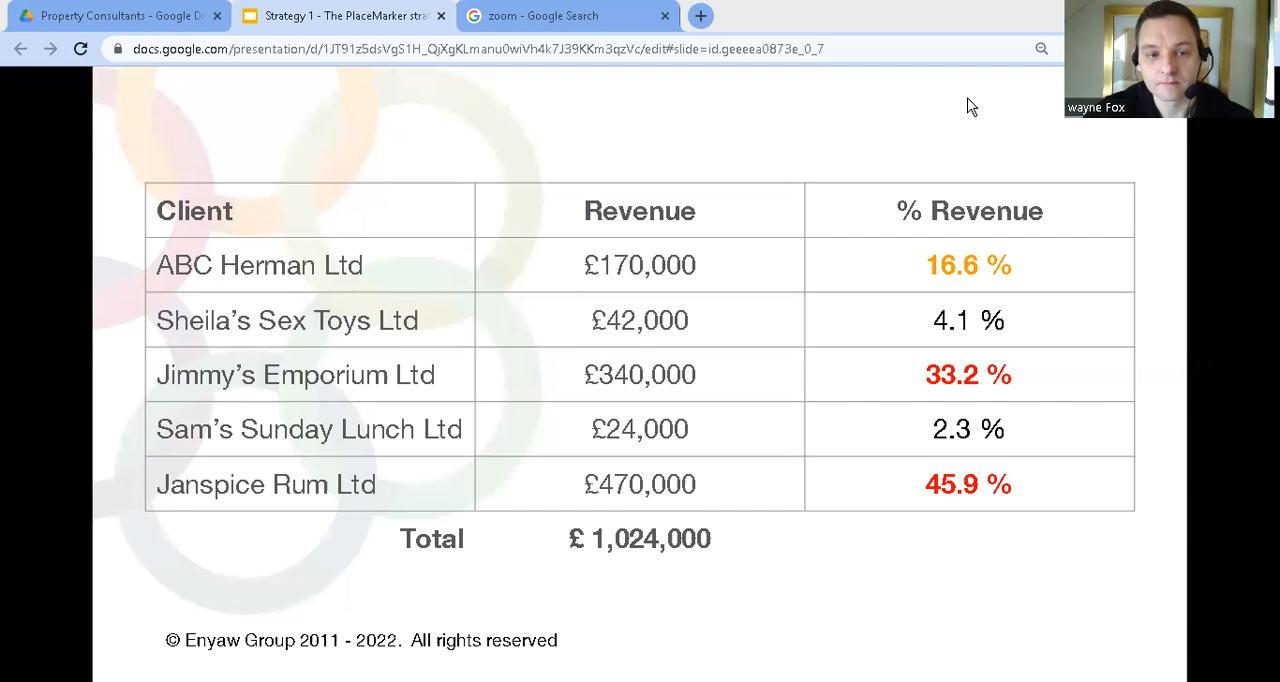 Property Consultants - Google D
Strategy 1 - The PlaceMarker stra
zoom - Google Search
docs.google.com/presentation/d/1JT91z5dsVgS1H_QjXgKLmanu0wiVh4k7J39KKm3qzVc/edit#slide=id.geeeea0873e_0_7
wayne Fox
Client Revenue % Revenue
ABC Herman Ltd £170,000 16.6 %
Sheila’s Sex Toys Ltd £42,000 4.1 %
Jimmy’s Emporium Ltd £340,000 33.2 %
Sam’s Sunday Lunch Ltd £24,000 2.3 %
Janspice Rum Ltd £470,000 45.9 %
Total £ 1,024,000
© Enyaw Group 2011 - 2022. All rights reserved